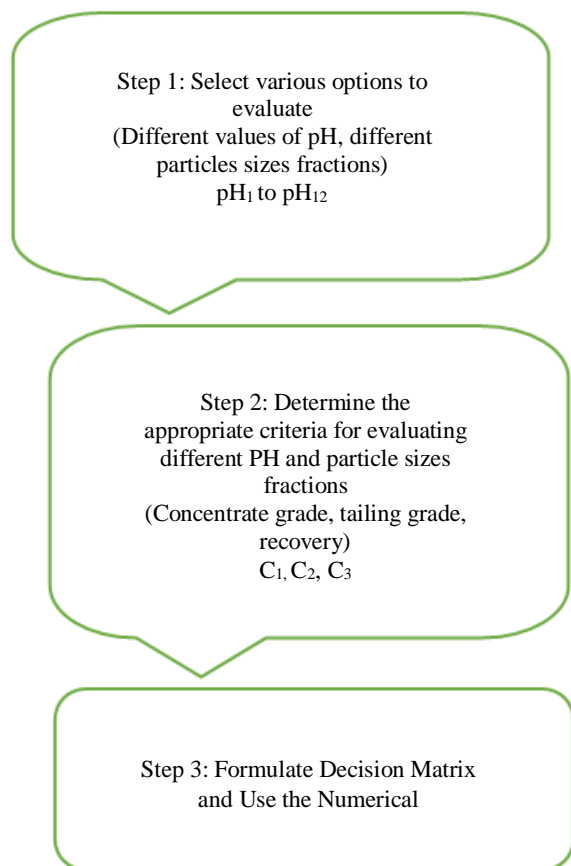 Step 1: Select various options to
evaluate
(Different values of pH, different
particles sizes fractions)
pH₁ to pH₁₂
Step 2: Determine the
appropriate criteria for evaluating
different PH and particle sizes
fractions
(Concentrate grade, tailing grade,
recovery)
C₁, C₂, C₃
Step 3: Formulate Decision Matrix
and Use the Numerical